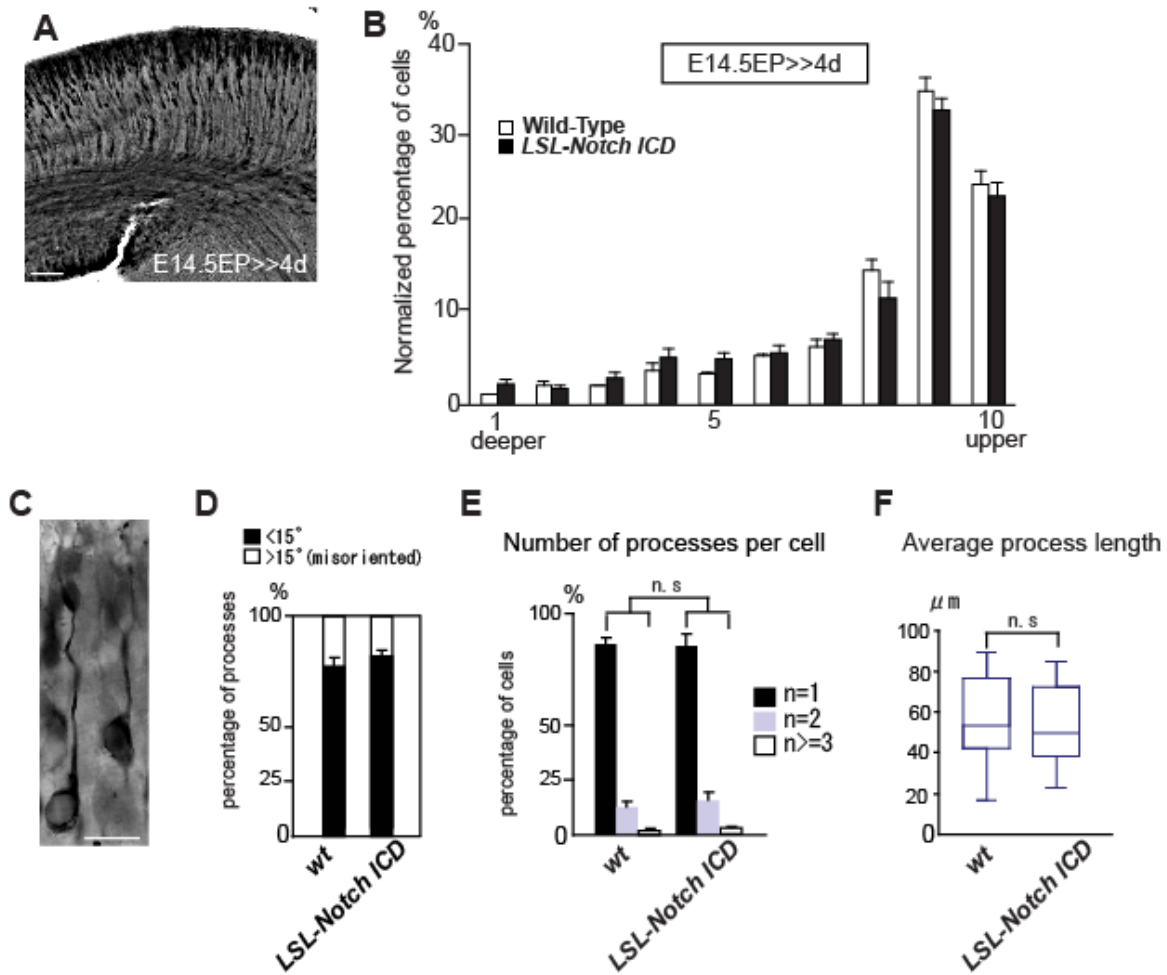 A
E14.5EP>>4d
B
%
40
30
20
10
0
Normalized percentage of cells
E14.5EP>>4d
Wild-Type
LSL-Notch ICD
1
5
10
deeper
upper
C
D
<15°
>15° (misoriented)
%
100
50
25
0
percentage of processes
wt
LSL-Notch ICD
E
Number of processes per cell
n. s
%
100
50
25
0
percentage of cells
n=1
n=2
n>=3
wt
LSL-Notch ICD
F
Average process length
μm
n. s
100
80
60
40
20
0
wt
LSL-Notch ICD